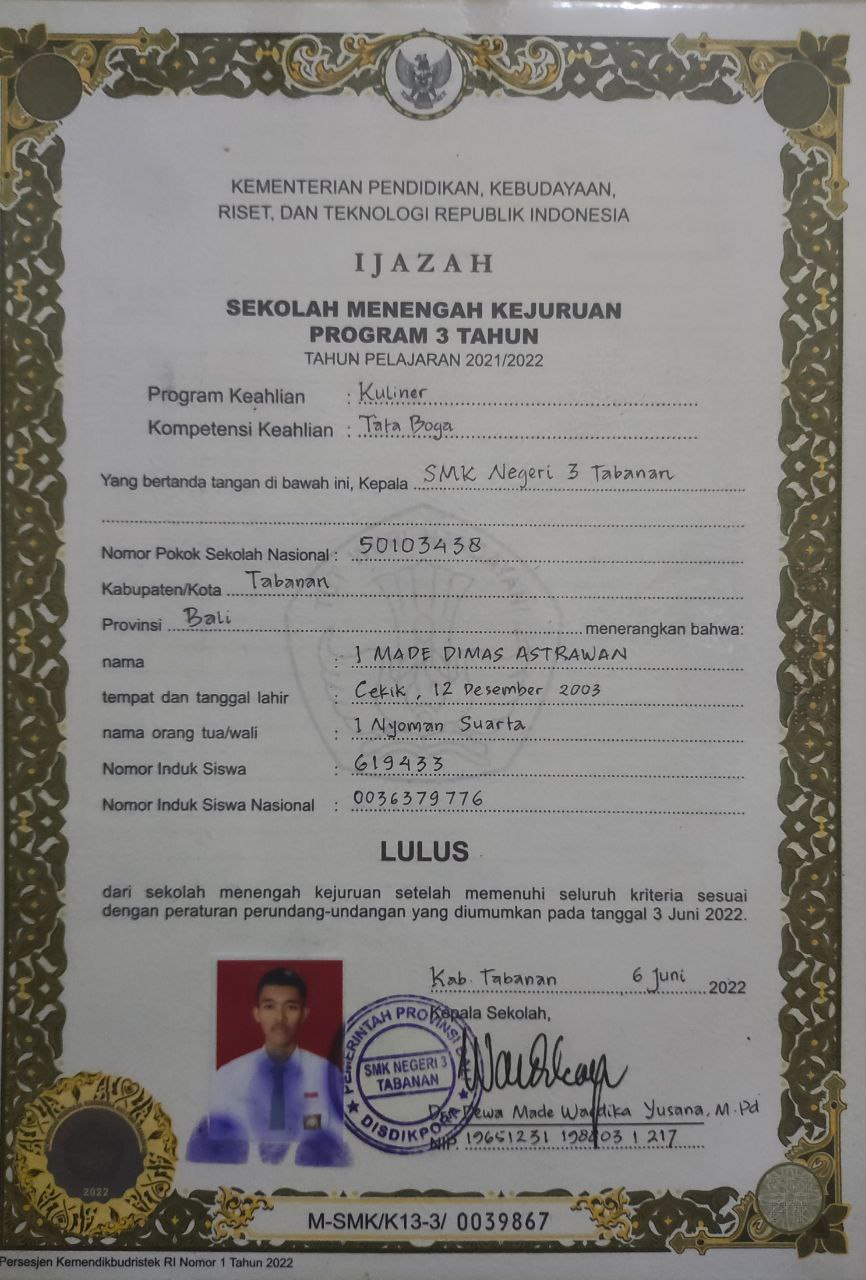 KEMENTERIAN PENDIDIKAN, KEBUDAYAAN,
RISET, DAN TEKNOLOGI REPUBLIK INDONESIA
IJAZAH
SEKOLAH MENENGAH KEJURUAN
PROGRAM 3 TAHUN
TAHUN PELAJARAN 2021/2022
Program Keahlian : Kuliner
Kompetensi Keahlian : Tata Boga
Yang bertanda tangan di bawah ini, Kepala SMK Negeri 3 Tabanan
Nomor Pokok Sekolah Nasional : 50103438
Kabupaten/Kota Tabanan
Provinsi Bali menerangkan bahwa:
nama : I MADE DIMAS ASTRAWAN
tempat dan tanggal lahir : Cekik, 12 Desember 2003
nama orang tua/wali : I Nyoman Suarta
Nomor Induk Siswa : 619433
Nomor Induk Siswa Nasional : 0036379776
LULUS
dari sekolah menengah kejuruan setelah memenuhi seluruh kriteria sesuai
dengan peraturan perundang-undangan yang diumumkan pada tanggal 3 Juni 2022.
Kab. Tabanan, 6 Juni 2022
Kepala Sekolah,
PEMERINTAH PROVINSI BALI
SMK NEGERI 3
TABANAN
DISDIKPORA
Drs. Dewa Made Wardika Yusana, M.Pd
NIP. 19651231 198803 1 217
2022
M-SMK/K13-3/ 0039867
Persesjen Kemendikbudristek RI Nomor 1 Tahun 2022